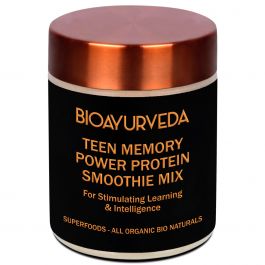 BIOAYURVEDA
TEEN MEMORY
POWER PROTEIN
SMOOTHIE MIX
For Stimulating Learning
& Intelligence
SUPERFOODS - ALL ORGANIC BIO NATURALS